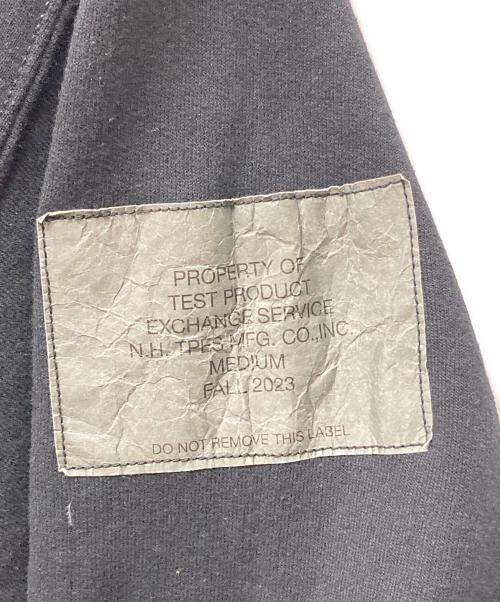 PROPERTY OF
TEST PRODUCT
EXCHANGE SERVICE
N.H. TPES MFG. CO.,INC.
MEDIUM
FALL 2023
DO NOT REMOVE THIS LABEL